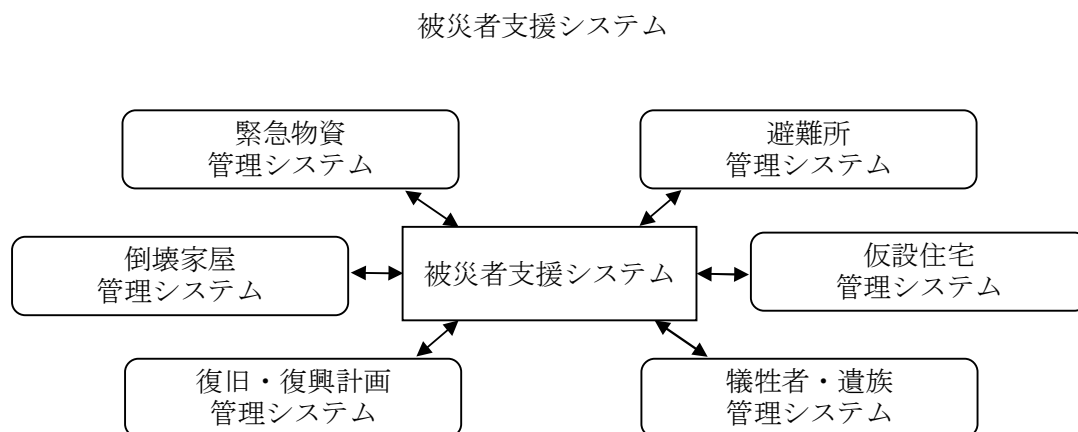 被災者支援システム
緊急物資
管理システム
避難所
管理システム
倒壊家屋
管理システム
被災者支援システム
仮設住宅
管理システム
復旧・復興計画
管理システム
犠牲者・遺族
管理システム